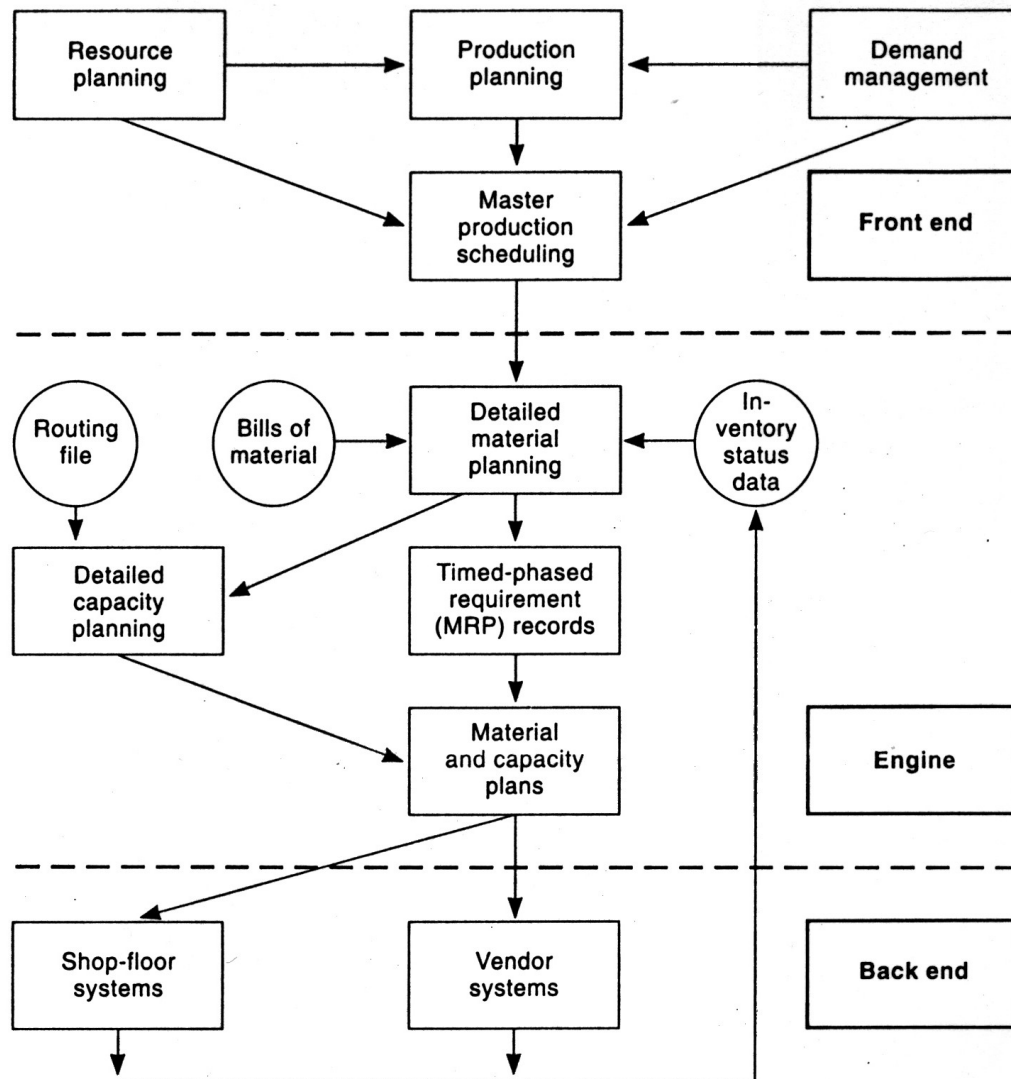 Resource
planning
Production
planning
Demand
management
Master
production
scheduling
Front end
Routing
file
Bills of
material
Detailed
material
planning
In-
ventory
status
data
Detailed
capacity
planning
Timed-phased
requirement
(MRP) records
Material
and capacity
plans
Engine
Shop-floor
systems
Vendor
systems
Back end